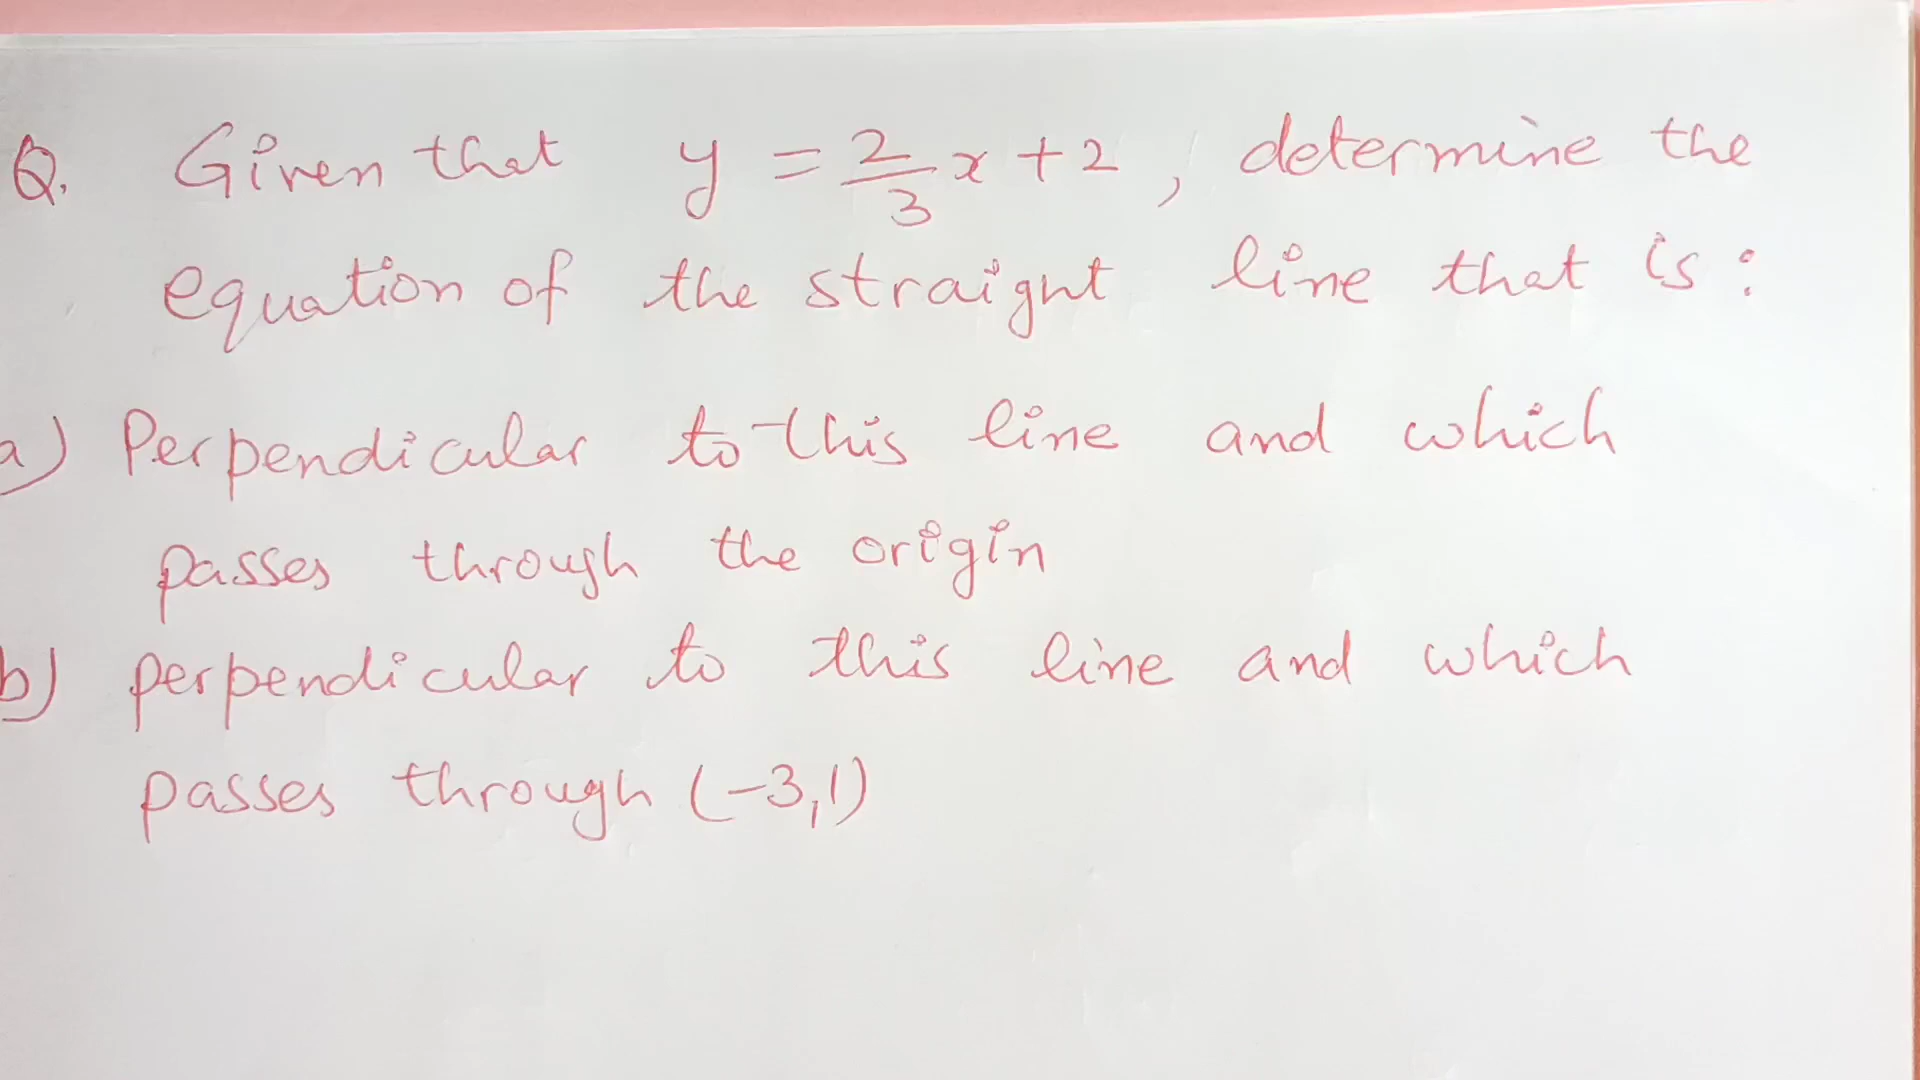 Q. Given that y = 2/3 x + 2, determine the
equation of the straight line that is :
a) Perpendicular to this line and which
passes through the origin
b) perpendicular to this line and which
passes through (-3,1)